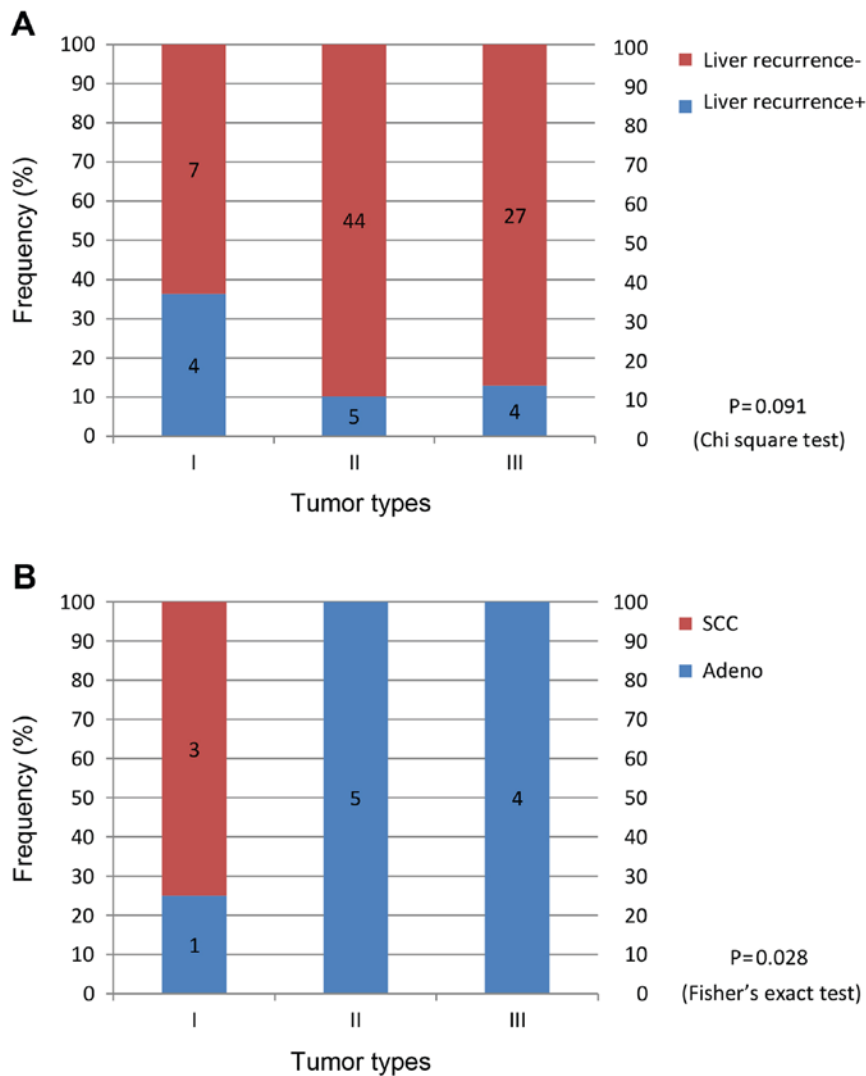 A
100
90
80
70
60
50
40
30
20
10
0
Frequency (%)
7
4
44
5
27
4
I
II
III
Tumor types
100
90
80
70
60
50
40
30
20
10
0
Liver recurrence-
Liver recurrence+
P=0.091
(Chi square test)
B
100
90
80
70
60
50
40
30
20
10
0
Frequency (%)
3
1
5
4
I
II
III
Tumor types
100
90
80
70
60
50
40
30
20
10
0
SCC
Adeno
P=0.028
(Fisher’s exact test)